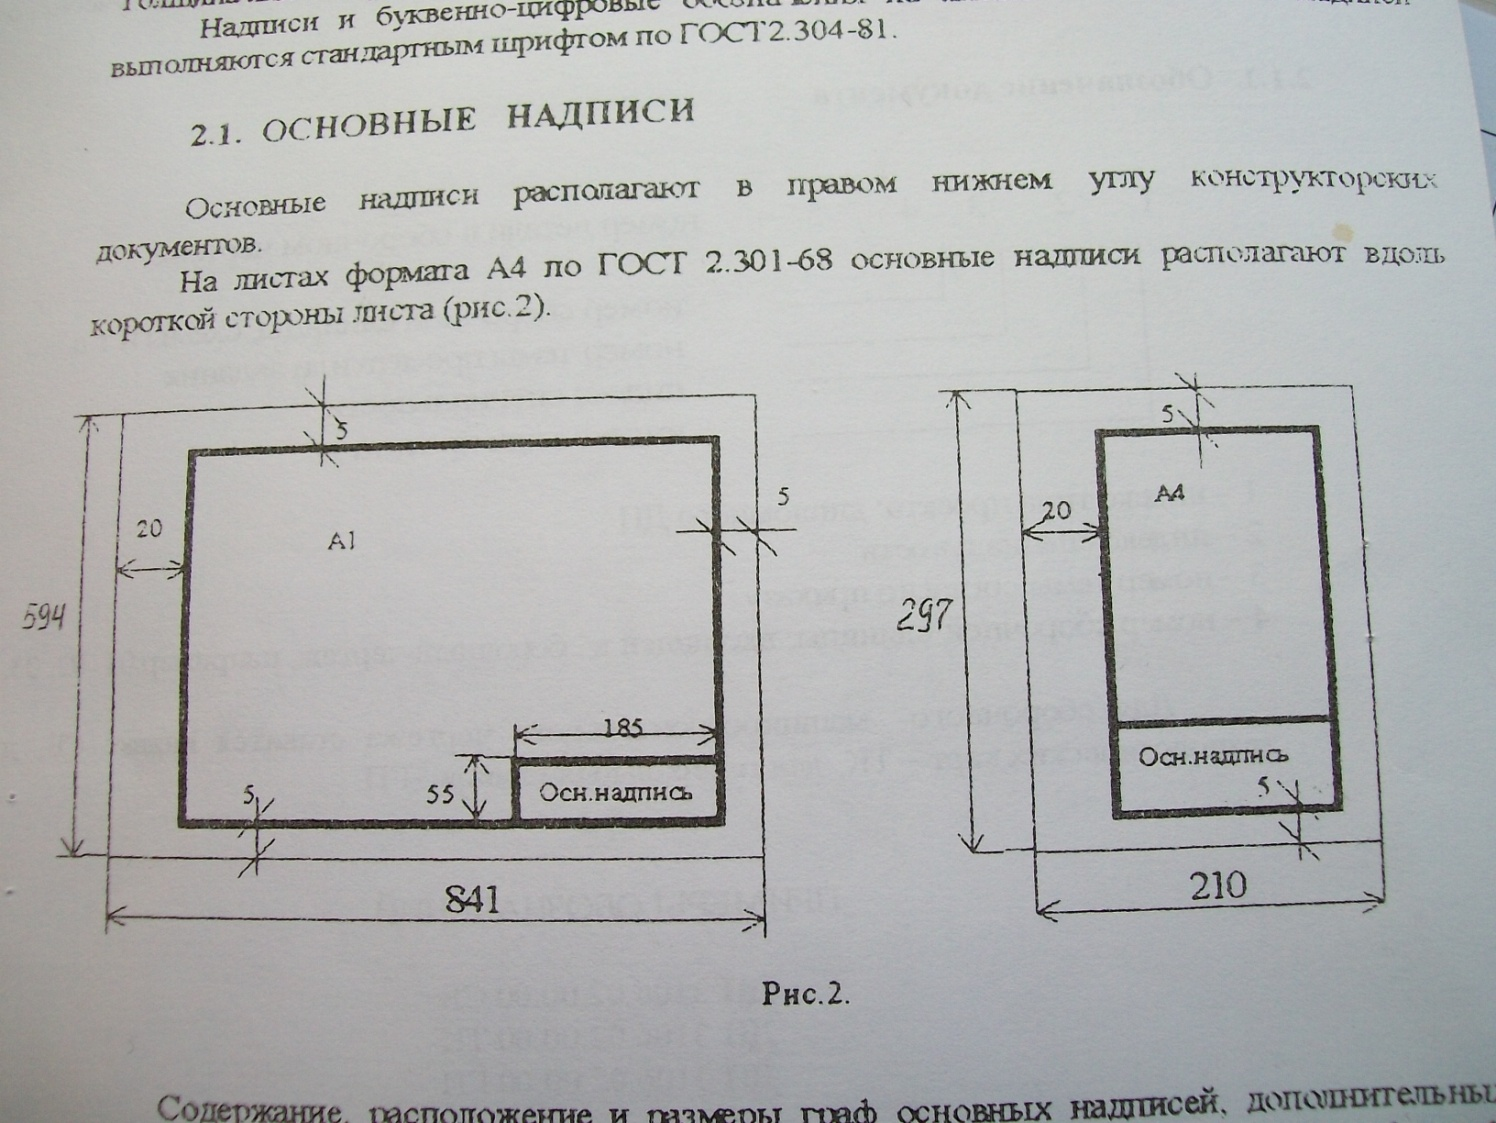 Надписи и буквенно-цифровые
выполняются стандартным шрифтом по ГОСТ2.304-81.
2.1. ОСНОВНЫЕ НАДПИСИ
Основные надписи располагают в правом нижнем углу конструкторских
документов.
На листах формата А4 по ГОСТ 2.301-68 основные надписи располагают вдоль
короткой стороны листа (рис.2).
5
5
20
А1
5
594
185
55
Осн.надпись
5
841
5
А4
20
297
Осн.надпись
5
210
Рис.2.
Содержание, расположение и размеры граф основных надписей, дополнительны